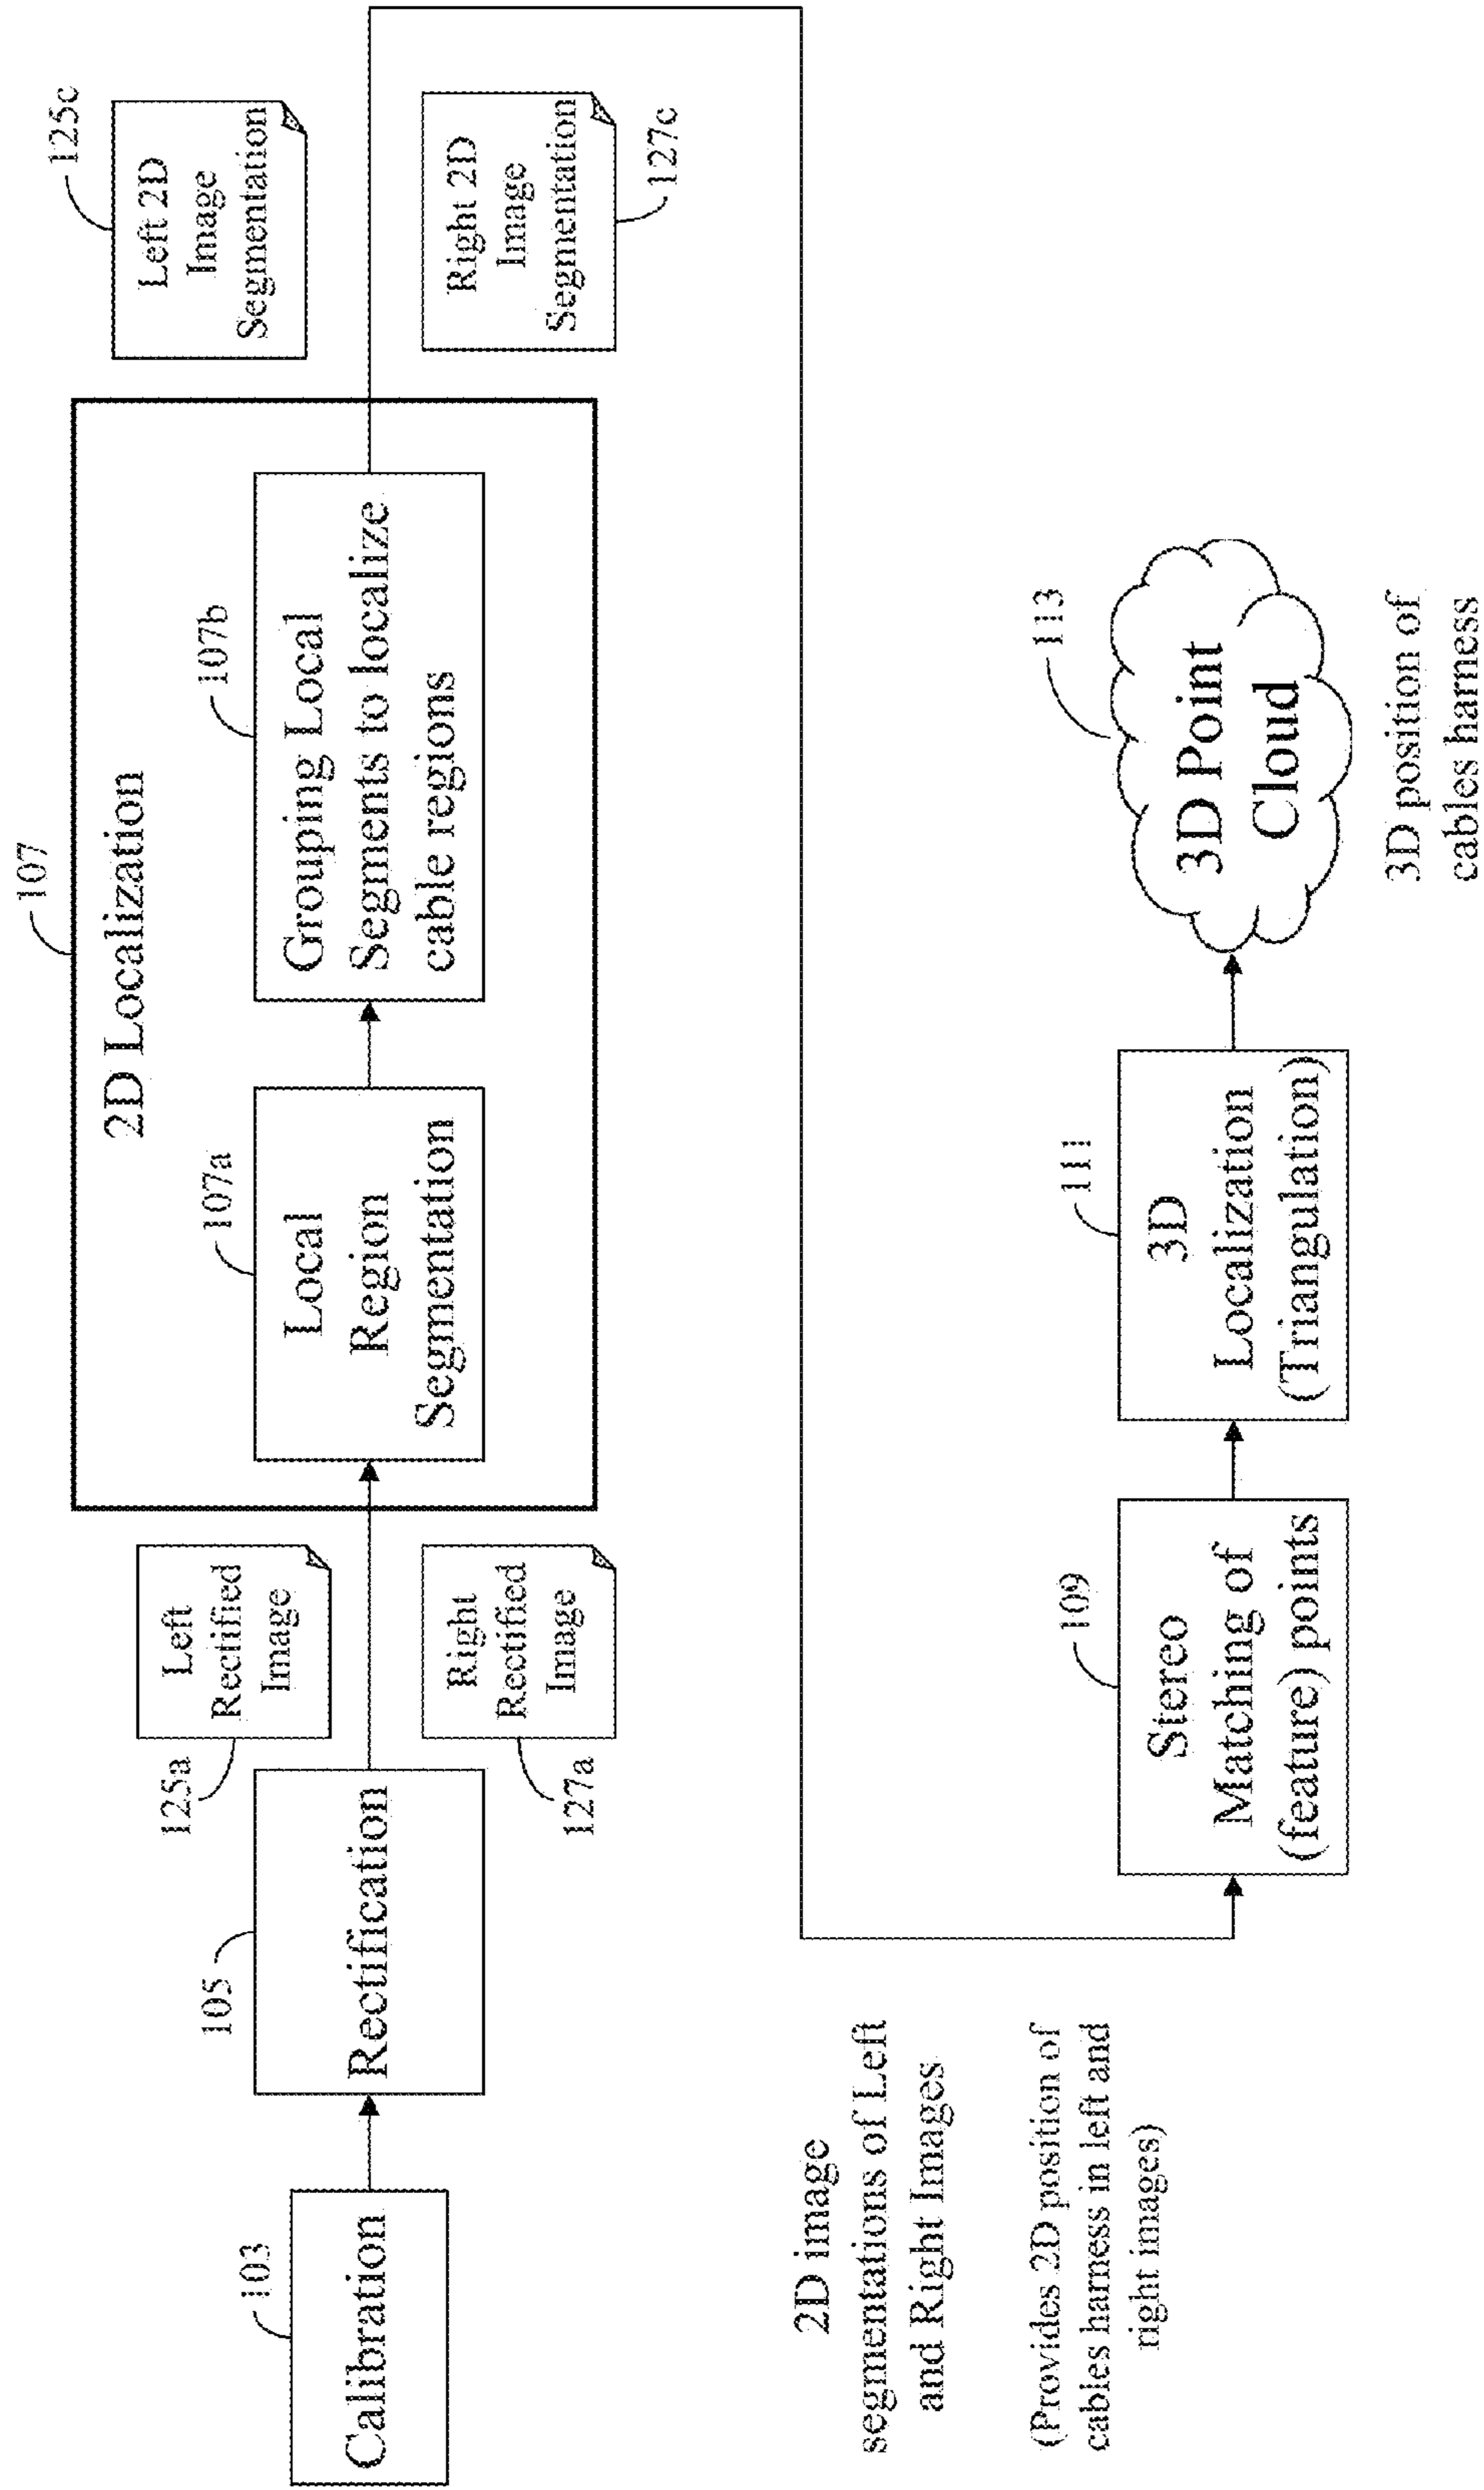 103
Calibration
105
Rectification
125a
Left
Rectified
Image
127a
Right
Rectified
Image
107
2D Localization
107a
Local
Region
Segmentation
107b
Grouping Local
Segments to localize
cable regions
125c
Left 2D
Image
Segmentation
Right 2D
Image
Segmentation
127c
2D image
segmentations of Left
and Right Images
(Provides 2D position of
cables harness in left and
right images)
109
Stereo
Matching of
(feature) points
111
3D
Localization
(Triangulation)
113
3D Point
Cloud
3D position of
cables harness